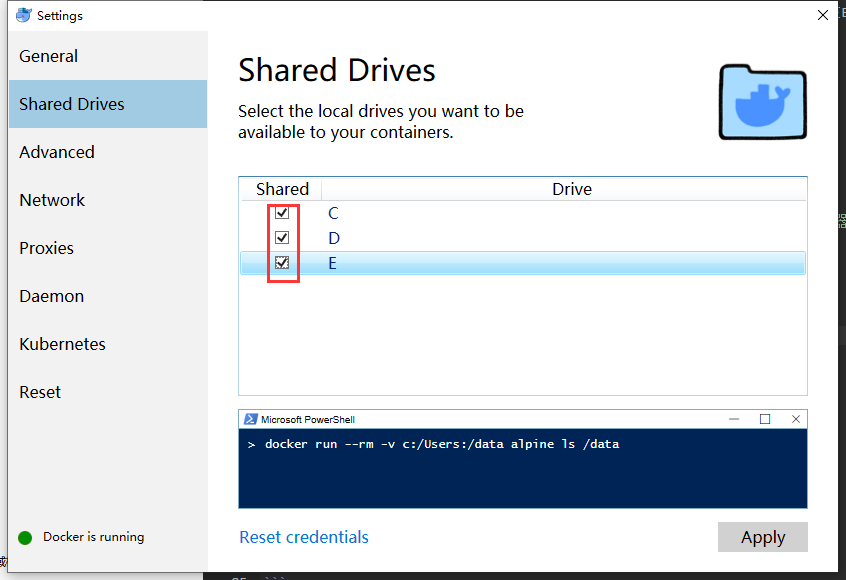 Settings
General
Shared Drives
Advanced
Network
Proxies
Daemon
Kubernetes
Reset
Docker is running
Shared Drives
Select the local drives you want to be
available to your containers.
Shared Drive
C
D
E
Microsoft PowerShell
> docker run --rm -v c:/Users:/data alpine ls /data
Reset credentials
Apply